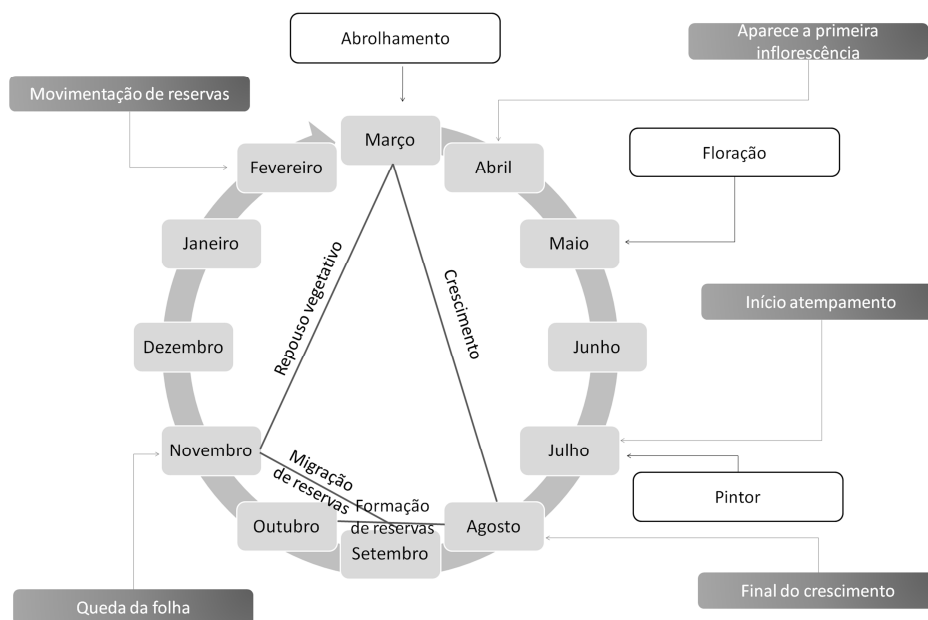 Abrolhamento
Aparece a primeira
inflorescência
Movimentação de reservas
Março
Fevereiro
Abril
Floração
Janeiro
Maio
Repouso vegetativo
Crescimento
Início atempamento
Dezembro
Junho
Novembro
Julho
Migração
de reservas
Pintor
Formação
de reservas
Outubro
Agosto
Setembro
Final do crescimento
Queda da folha